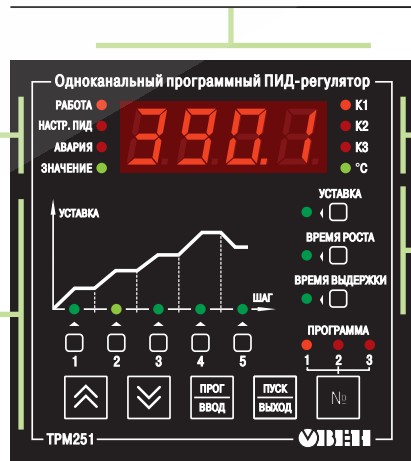 Одноканальный программный ПИД-регулятор
РАБОТА
К1
НАСТР. ПИД
К2
АВАРИЯ
К3
ЗНАЧЕНИЕ
°С
390.1
УСТАВКА
УСТАВКА
ВРЕМЯ РОСТА
ВРЕМЯ ВЫДЕРЖКИ
ШАГ
1 2 3 4 5
ПРОГРАММА
1 2 3
ПРОГ
ВВОД
ПУСК
ВЫХОД
№
ТРМ251
ОВЕН